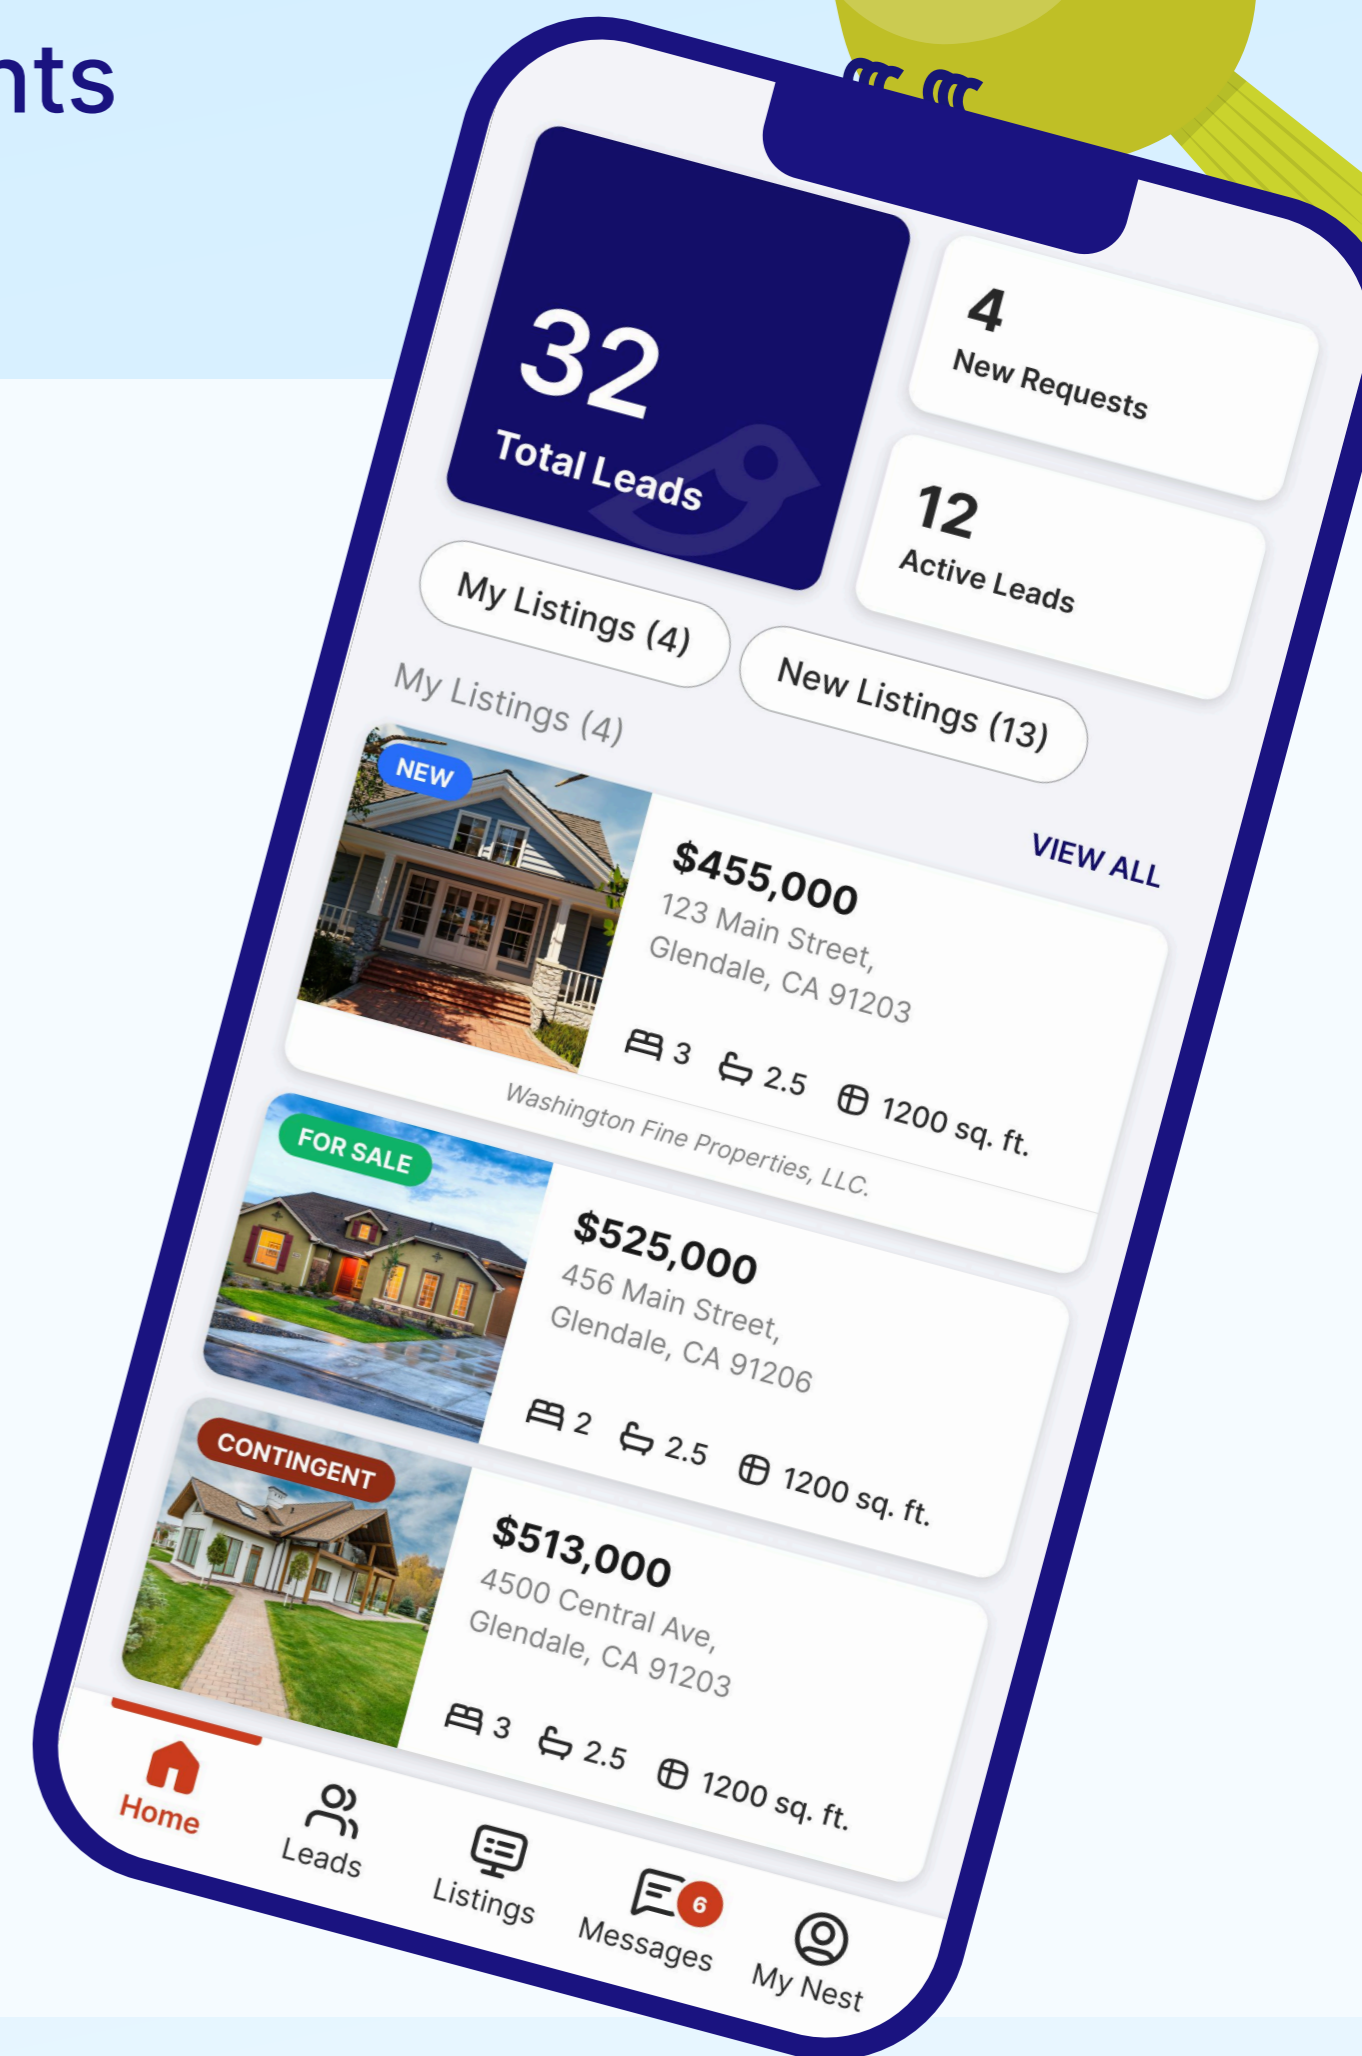 nts
32
Total Leads
4
New Requests
12
Active Leads
My Listings (4)
New Listings (13)
My Listings (4)
VIEW ALL
NEW
$455,000
123 Main Street,
Glendale, CA 91203
3 2.5 1200 sq. ft.
Washington Fine Properties, LLC.
FOR SALE
$525,000
456 Main Street,
Glendale, CA 91206
2 2.5 1200 sq. ft.
CONTINGENT
$513,000
4500 Central Ave,
Glendale, CA 91203
3 2.5 1200 sq. ft.
Home
Leads
Listings
6
Messages
My Nest